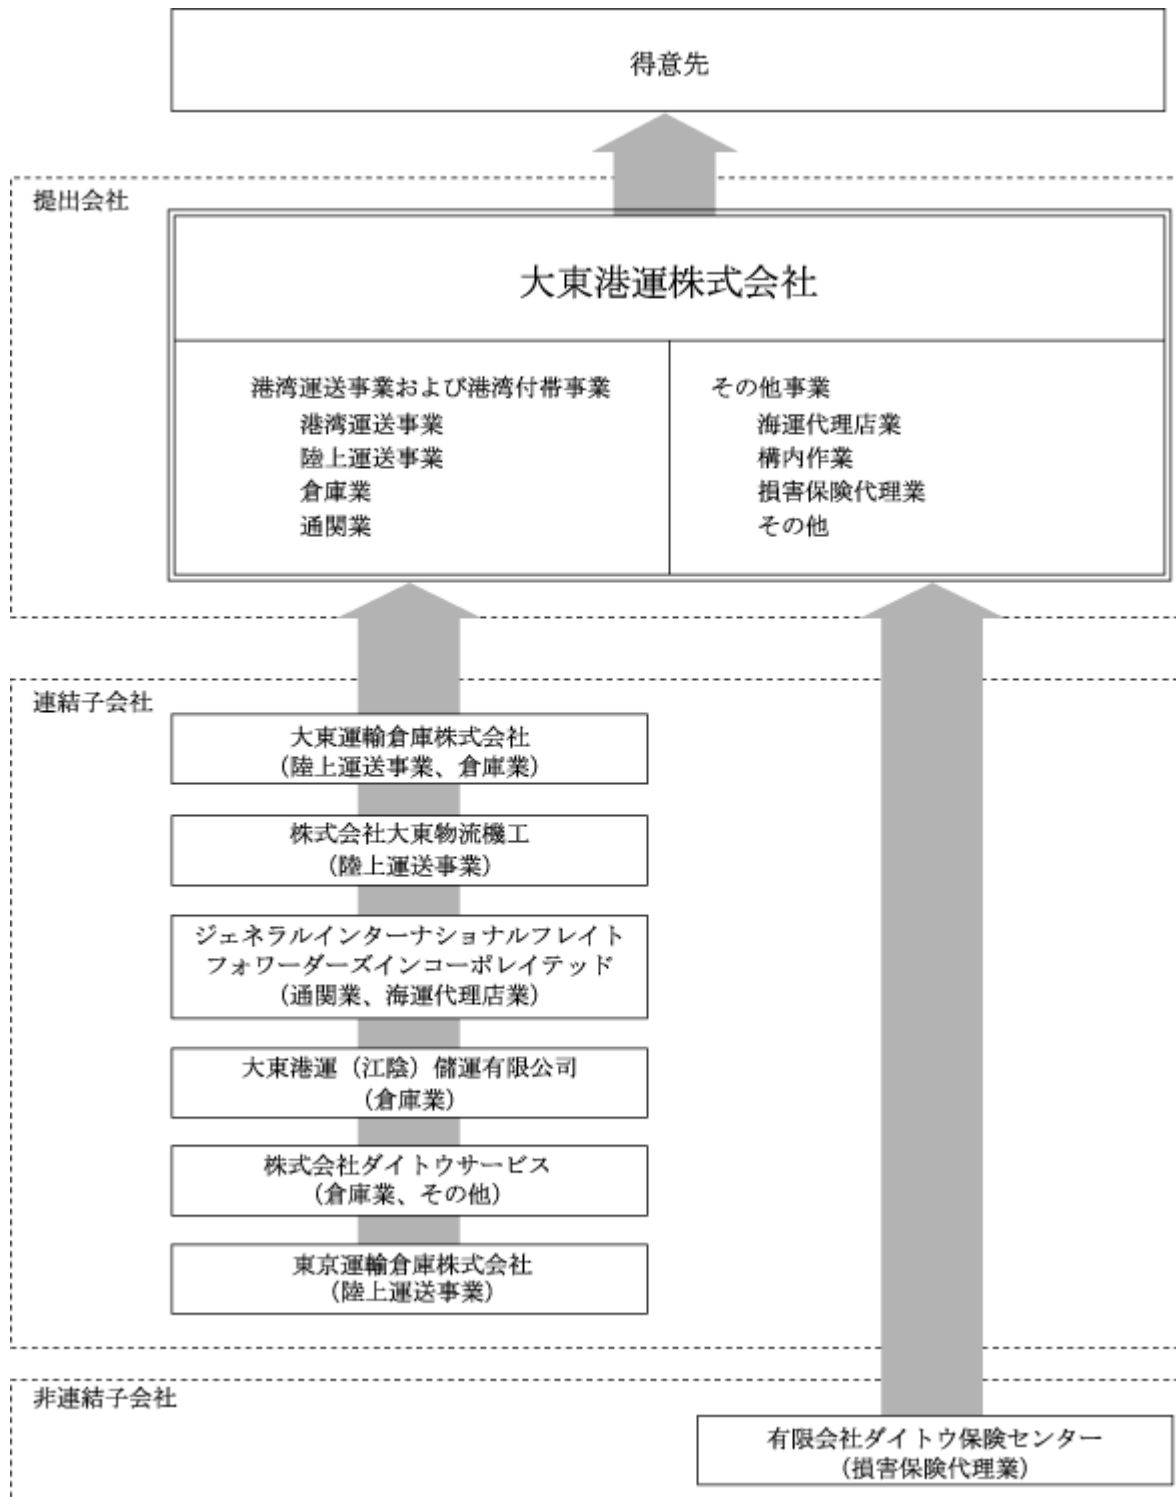 得意先
提出会社
大東港運株式会社
港湾運送事業および港湾付帯事業
港湾運送事業
陸上運送事業
倉庫業
通関業
その他事業
海運代理店業
構内作業
損害保険代理業
その他
連結子会社
大東運輸倉庫株式会社
（陸上運送事業、倉庫業）
株式会社大東物流機工
（陸上運送事業）
ジェネラルインターナショナルフレイト
フォワーダーズインコーポレイテッド
（通関業、海運代理店業）
大東港運（江陰）儲運有限公司
（倉庫業）
株式会社ダイトウサービス
（倉庫業、その他）
東京運輸倉庫株式会社
（陸上運送事業）
非連結子会社
有限会社ダイトウ保険センター
（損害保険代理業）